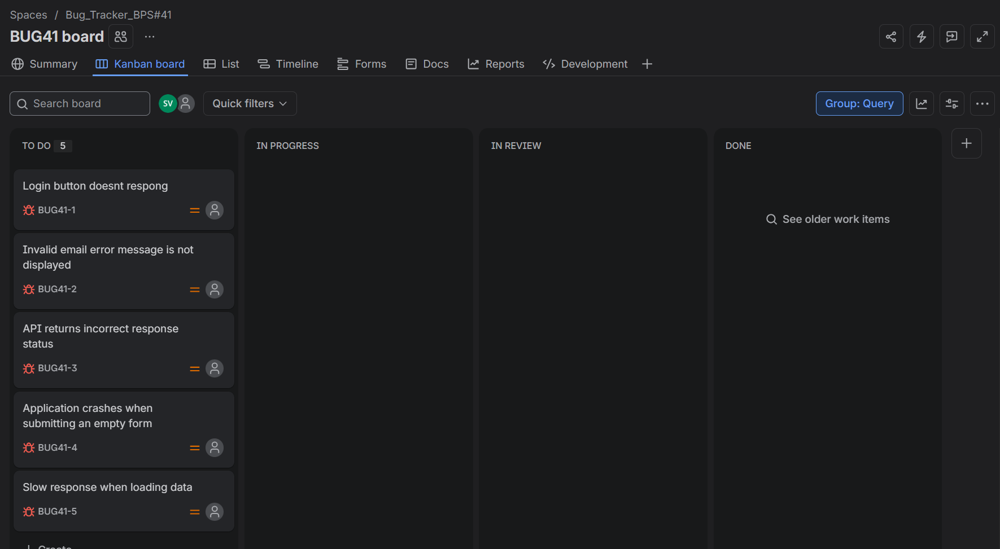 Spaces / Bug_Tracker_BPS#41
BUG41 board
Summary Kanban board List Timeline Forms Docs Reports Development
Search board SV Quick filters Group: Query
TO DO 5
Login button doesnt respong
BUG41-1
Invalid email error message is not
displayed
BUG41-2
API returns incorrect response
status
BUG41-3
Application crashes when
submitting an empty form
BUG41-4
Slow response when loading data
BUG41-5
Create
IN PROGRESS
IN REVIEW
DONE
See older work items